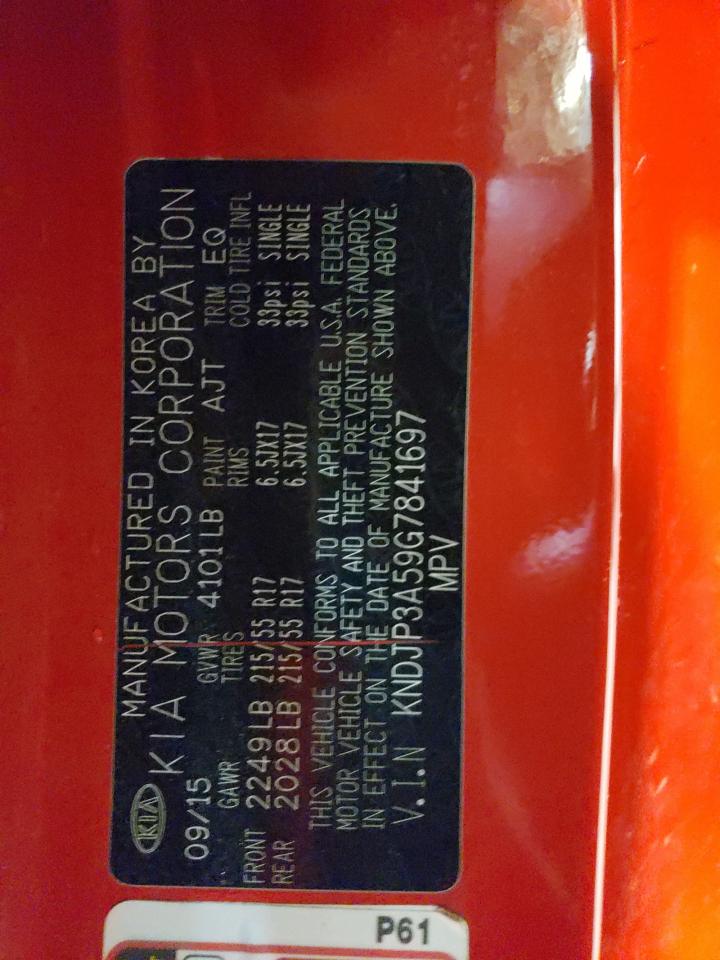 KIA
MANUFACTURED IN KOREA BY
KIA MOTORS CORPORATION
09/15 GVWR 4101LB PAINT AJT TRIM EQ
GAWR TIRES RIMS COLD TIRE INFL
FRONT 2249LB 215/55 R17 6.5JX17 33psi SINGLE
REAR 2028LB 215/55 R17 6.5JX17 33psi SINGLE
THIS VEHICLE CONFORMS TO ALL APPLICABLE U.S.A. FEDERAL
MOTOR VEHICLE SAFETY AND THEFT PREVENTION STANDARDS
IN EFFECT ON THE DATE OF MANUFACTURE SHOWN ABOVE.
V.I.N KNDJP3A59G7841697
MPV
P61